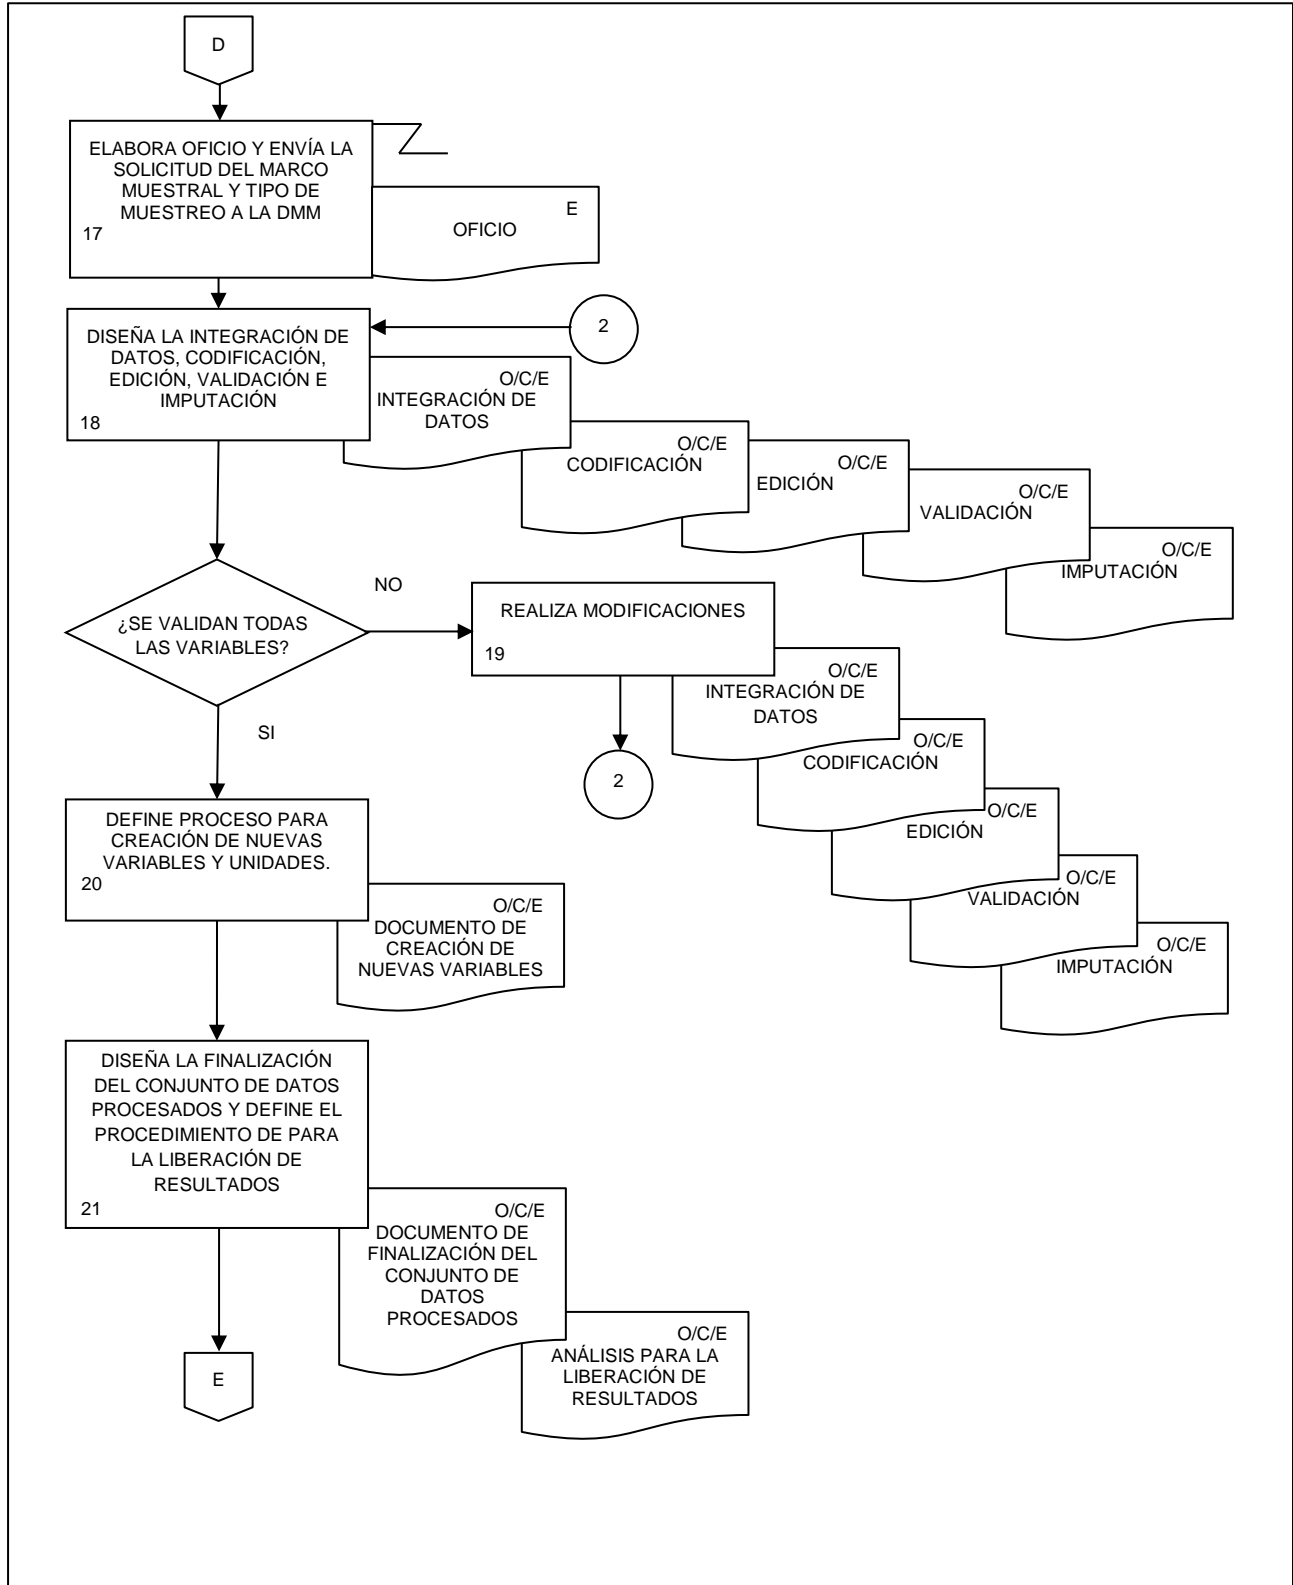 D
ELABORA OFICIO Y ENVÍA LA
SOLICITUD DEL MARCO
MUESTRAL Y TIPO DE
MUESTREO A LA DMM
17
E
OFICIO
DISEÑA LA INTEGRACIÓN DE
DATOS, CODIFICACIÓN,
EDICIÓN, VALIDACIÓN E
IMPUTACIÓN
18
2
O/C/E
INTEGRACIÓN DE
DATOS
O/C/E
CODIFICACIÓN
O/C/E
EDICIÓN
O/C/E
VALIDACIÓN
O/C/E
IMPUTACIÓN
¿SE VALIDAN TODAS
LAS VARIABLES?
NO
REALIZA MODIFICACIONES
19
O/C/E
INTEGRACIÓN DE
DATOS
O/C/E
CODIFICACIÓN
O/C/E
EDICIÓN
O/C/E
VALIDACIÓN
O/C/E
IMPUTACIÓN
2
SI
DEFINE PROCESO PARA
CREACIÓN DE NUEVAS
VARIABLES Y UNIDADES.
20
O/C/E
DOCUMENTO DE
CREACIÓN DE
NUEVAS VARIABLES
DISEÑA LA FINALIZACIÓN
DEL CONJUNTO DE DATOS
PROCESADOS Y DEFINE EL
PROCEDIMIENTO DE PARA
LA LIBERACIÓN DE
RESULTADOS
21
O/C/E
DOCUMENTO DE
FINALIZACIÓN DEL
CONJUNTO DE
DATOS
PROCESADOS
O/C/E
ANÁLISIS PARA LA
LIBERACIÓN DE
RESULTADOS
E